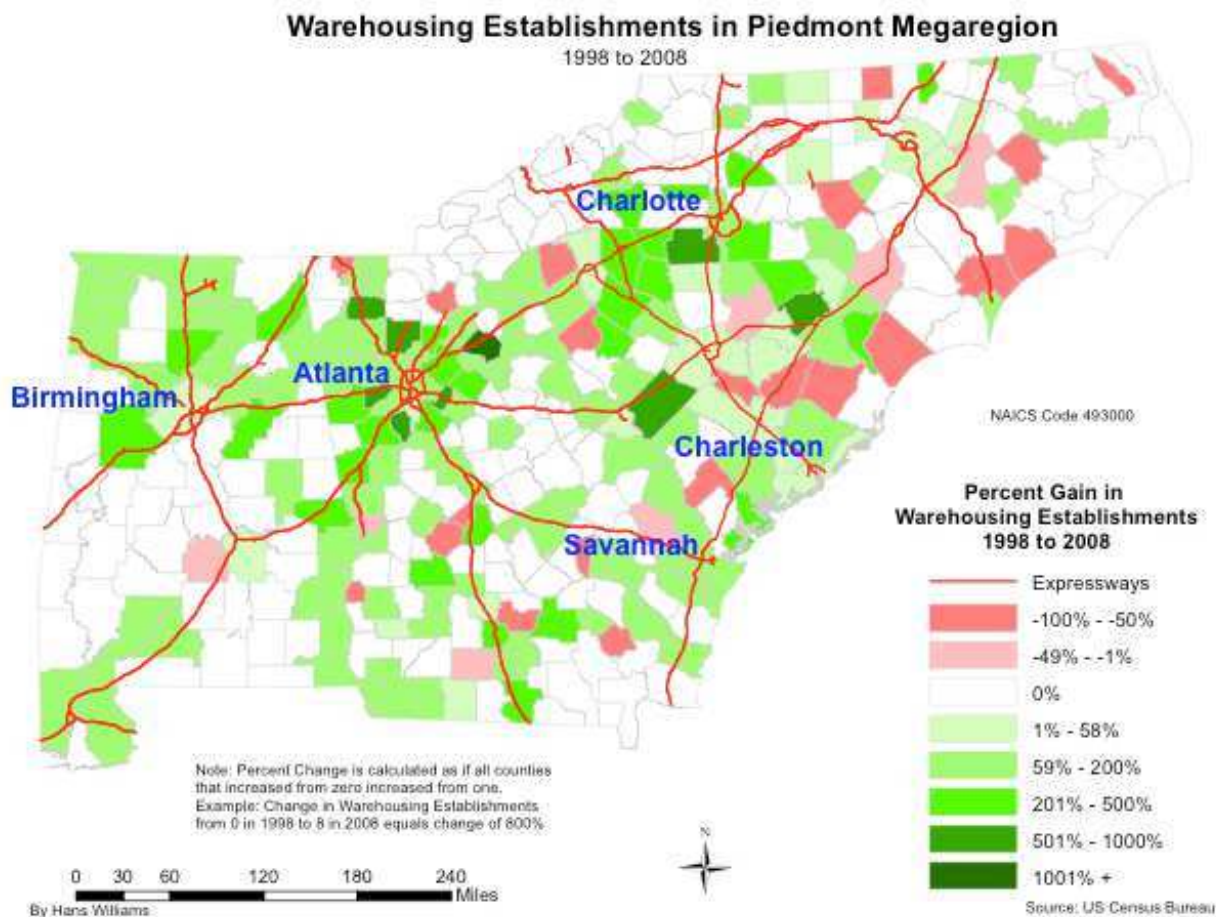 Warehousing Establishments in Piedmont Megaregion
1998 to 2008
Charlotte
Atlanta
Birmingham
Charleston
Savannah
NAICS Code 493000
Percent Gain in
Warehousing Establishments
1998 to 2008
Expressways
-100% - -50%
-49% - -1%
0%
1% - 58%
59% - 200%
201% - 500%
501% - 1000%
1001% +
Note: Percent Change is calculated as if all counties
that increased from zero increased from one.
Example: Change in Warehousing Establishments
from 0 in 1998 to 8 in 2008 equals change of 800%
N
0 30 60 120 180 240
Miles
By Hans Williams
Source: US Census Bureau